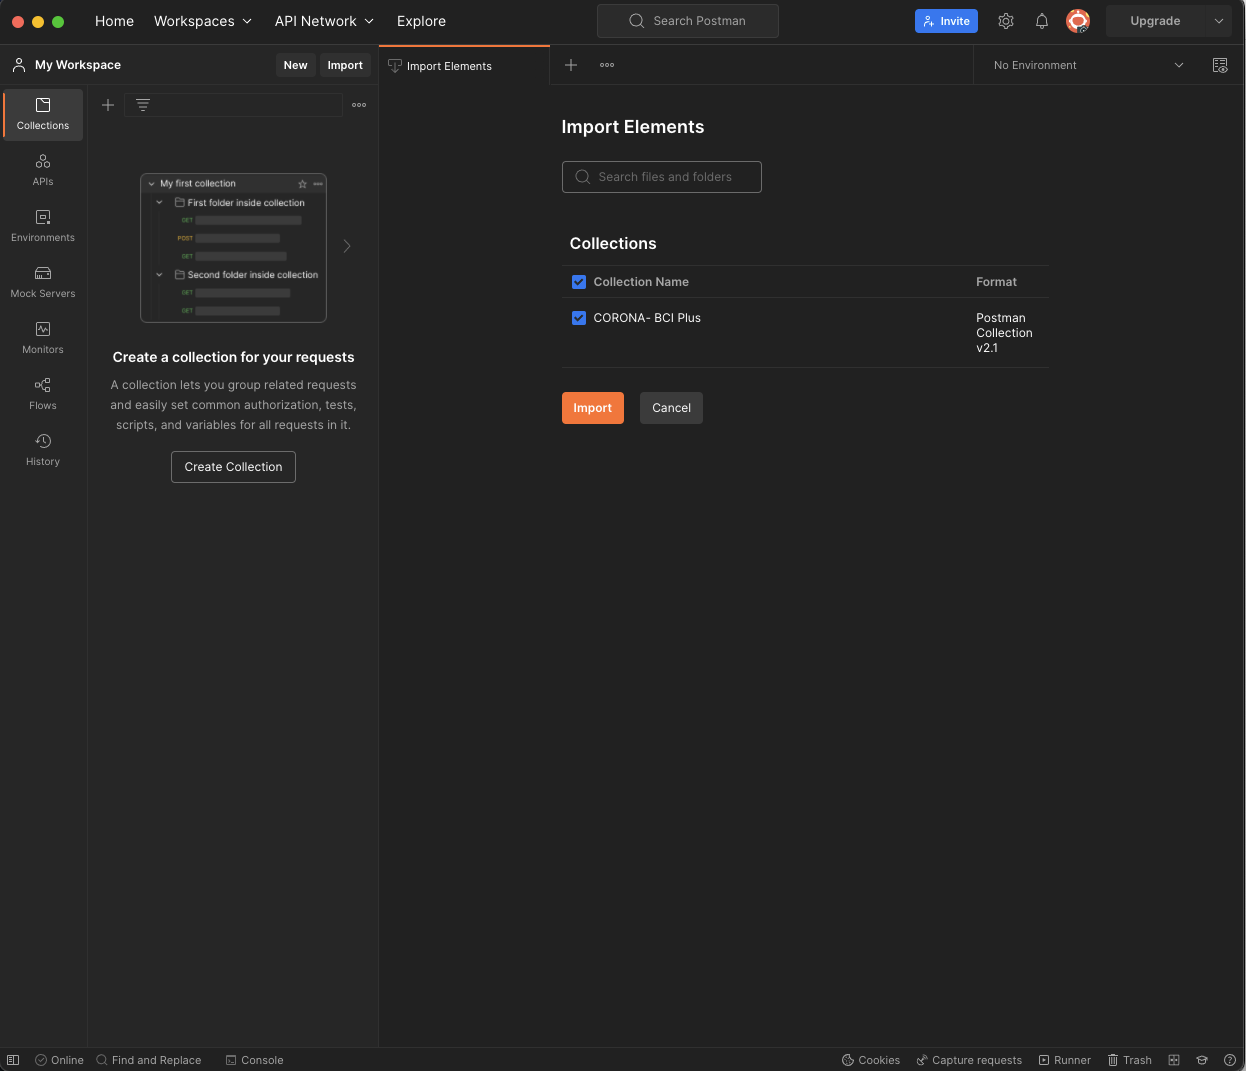 Home
Workspaces
API Network
Explore
Search Postman
Invite
Upgrade
My Workspace
New
Import
Import Elements
No Environment
Collections
APIs
Environments
Mock Servers
Monitors
Flows
History
My first collection
First folder inside collection
GET
POST
GET
Second folder inside collection
GET
GET
Create a collection for your requests
A collection lets you group related requests
and easily set common authorization, tests,
scripts, and variables for all requests in it.
Create Collection
Import Elements
Search files and folders
Collections
Collection Name
Format
CORONA- BCI Plus
Postman
Collection
v2.1
Import
Cancel
Online
Find and Replace
Console
Cookies
Capture requests
Runner
Trash